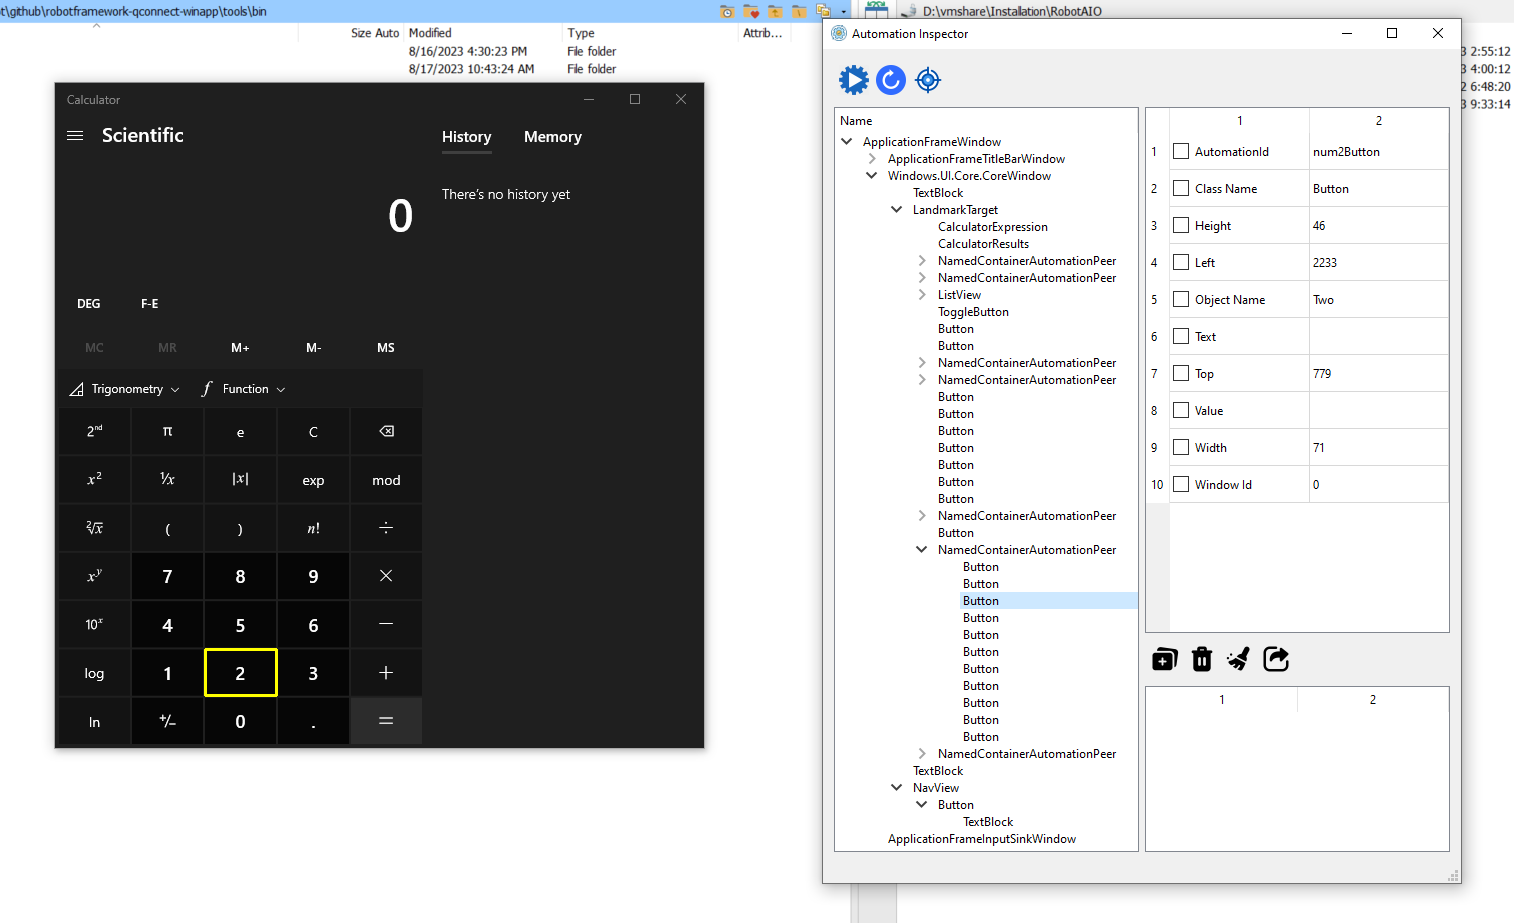 t\github\robotframework-qconnect-winapp\tools\bin
Size Auto Modified Type Attrib...
8/16/2023 4:30:23 PM File folder
8/17/2023 10:43:24 AM File folder
Calculator
Scientific
History Memory
There's no history yet
0
DEG F-E
MC MR M+ M- MS
Trigonometry f Function
2nd π e C
x² ¹/x |x| exp mod
²√x ( ) n! ÷
xʸ 7 8 9 ×
10ˣ 4 5 6 −
log 1 2 3 +
ln +/− 0 . =
D:\vmshare\Installation\RobotAIO
3 2:55:12
3 4:00:12
2 6:48:20
3 9:33:14
Automation Inspector
Name
ApplicationFrameWindow
ApplicationFrameTitleBarWindow
Windows.UI.Core.CoreWindow
TextBlock
LandmarkTarget
CalculatorExpression
CalculatorResults
NamedContainerAutomationPeer
NamedContainerAutomationPeer
ListView
ToggleButton
Button
Button
NamedContainerAutomationPeer
NamedContainerAutomationPeer
Button
Button
Button
Button
Button
Button
Button
NamedContainerAutomationPeer
Button
NamedContainerAutomationPeer
Button
Button
Button
Button
Button
Button
Button
Button
Button
Button
Button
NamedContainerAutomationPeer
TextBlock
NavView
Button
TextBlock
ApplicationFrameInputSinkWindow
1 2
1 AutomationId num2Button
2 Class Name Button
3 Height 46
4 Left 2233
5 Object Name Two
6 Text
7 Top 779
8 Value
9 Width 71
10 Window Id 0
1 2